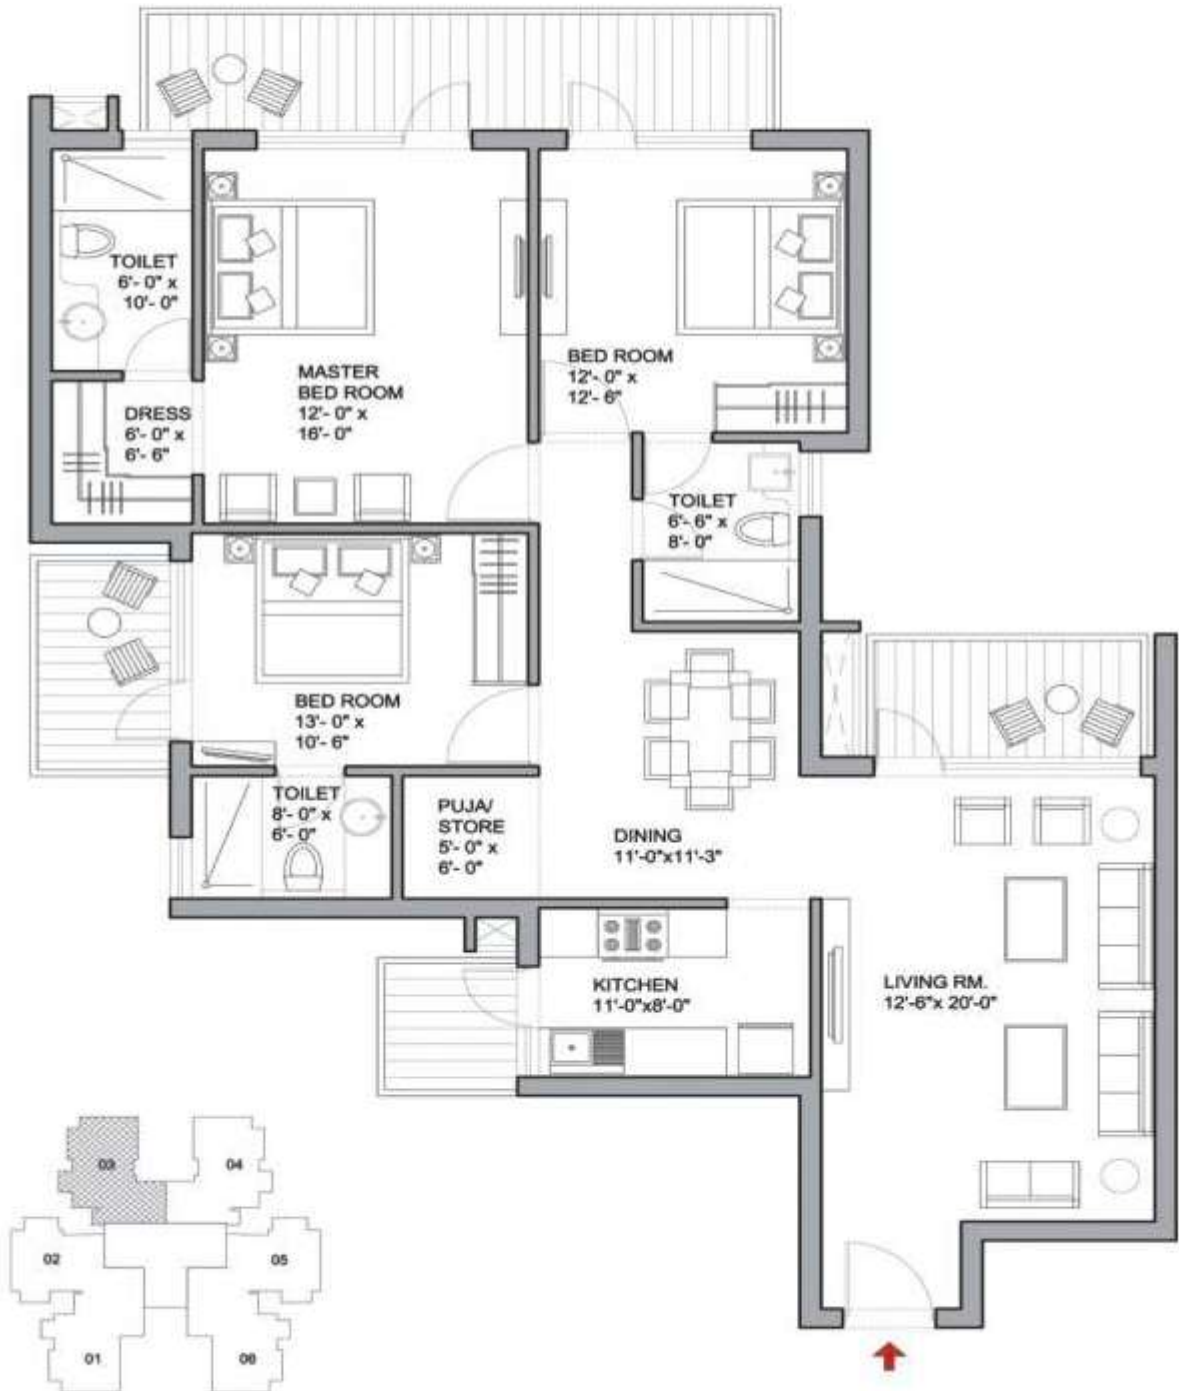 TOILET
6'- 0" x
10'- 0"
MASTER
BED ROOM
12'- 0" x
16'- 0"
BED ROOM
12'- 0" x
12'- 6"
DRESS
6'- 0" x
6'- 6"
TOILET
6'- 6" x
8'- 0"
BED ROOM
13'- 0" x
10'- 6"
TOILET
8'- 0" x
6'- 0"
PUJA/
STORE
5'- 0" x
6'- 0"
DINING
11'-0"x11'-3"
KITCHEN
11'-0"x8'-0"
LIVING RM.
12'-6"x 20'-0"
03
04
02
05
01
06